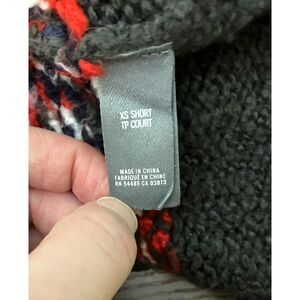 XS SHORT
TP COURT
MADE IN CHINA
FABRIQUÉ EN CHINE
RN 54485 CA 03873